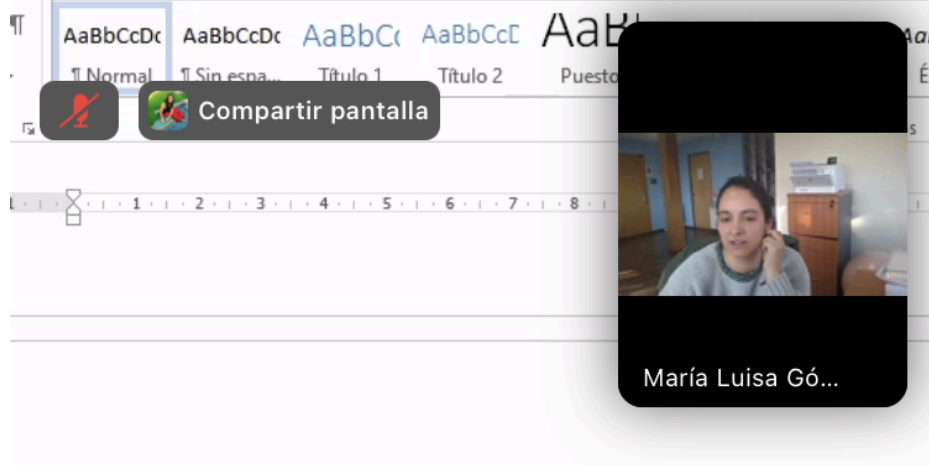 AaBbCcDc AaBbCcDc AaBbC AaBbCcC AaB
¶ Normal ¶ Sin espa... Título 1 Título 2 Puesto
Compartir pantalla
1 2 3 4 5 6 7 8
María Luisa Gó...